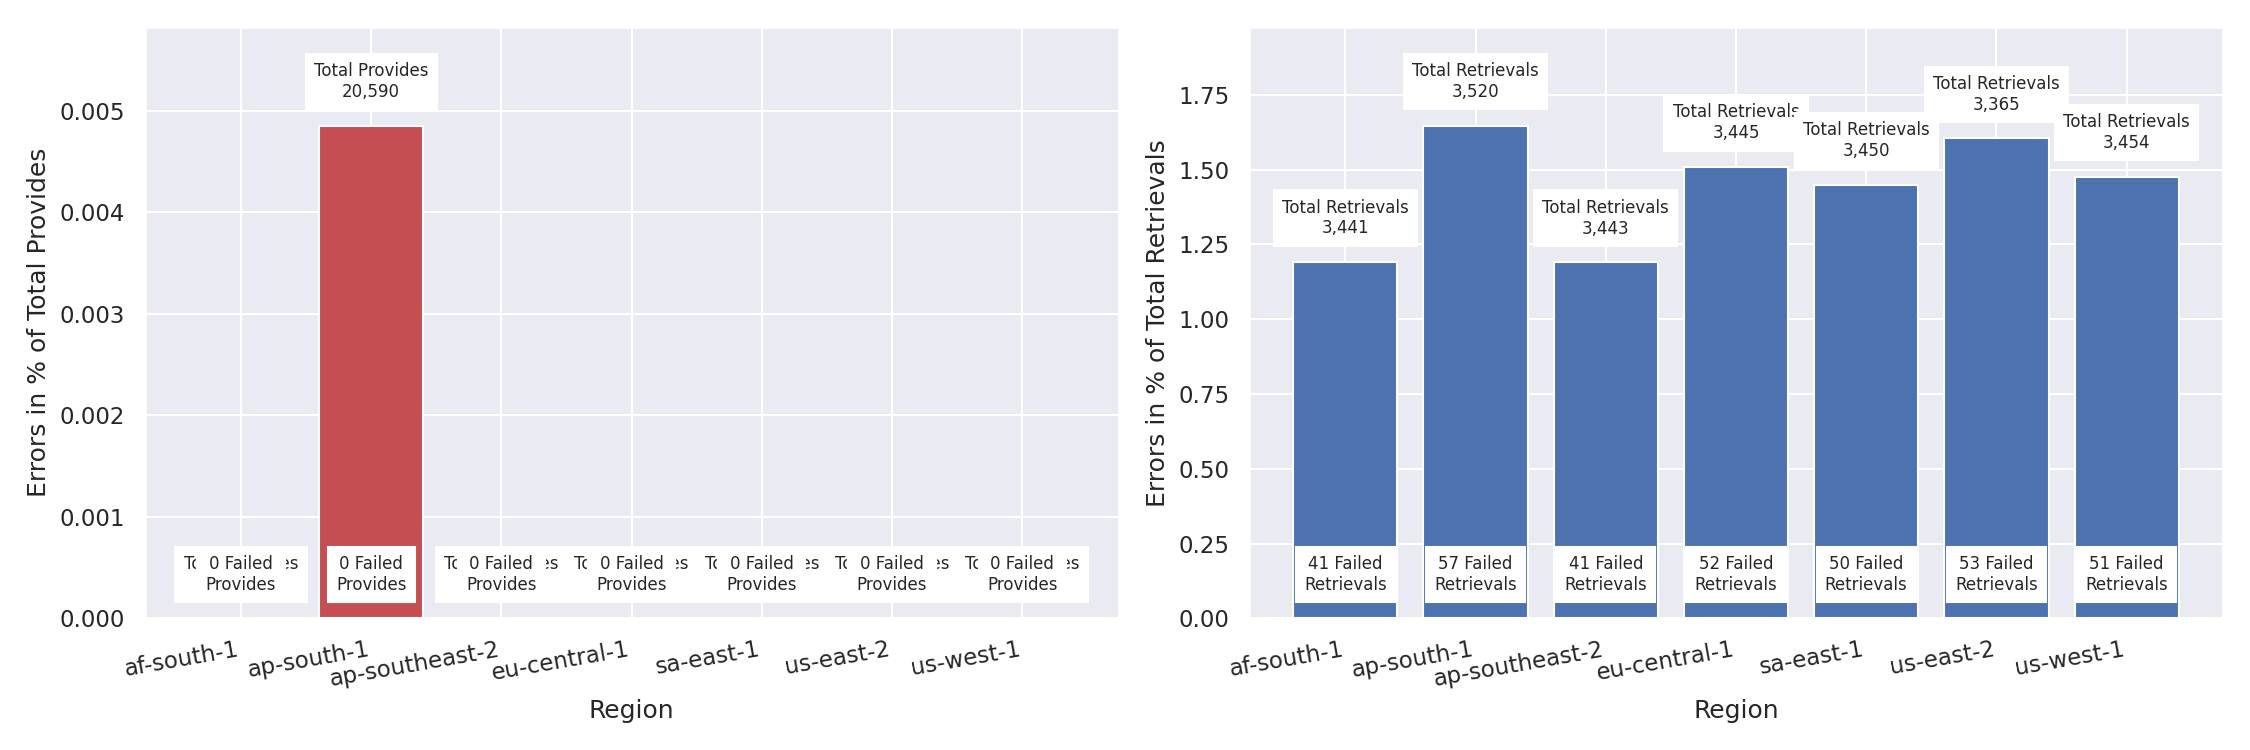 Errors in % of Total Provides
0.005
0.004
0.003
0.002
0.001
0.000
Total Provides
20,590
0 Failed
Provides
0 Failed
Provides
0 Failed
Provides
0 Failed
Provides
0 Failed
Provides
0 Failed
Provides
0 Failed
Provides
af-south-1
ap-south-1
ap-southeast-2
eu-central-1
sa-east-1
us-east-2
us-west-1
Region
Errors in % of Total Retrievals
1.75
1.50
1.25
1.00
0.75
0.50
0.25
0.00
Total Retrievals
3,441
Total Retrievals
3,520
Total Retrievals
3,443
Total Retrievals
3,445
Total Retrievals
3,450
Total Retrievals
3,365
Total Retrievals
3,454
41 Failed
Retrievals
57 Failed
Retrievals
41 Failed
Retrievals
52 Failed
Retrievals
50 Failed
Retrievals
53 Failed
Retrievals
51 Failed
Retrievals
af-south-1
ap-south-1
ap-southeast-2
eu-central-1
sa-east-1
us-east-2
us-west-1
Region